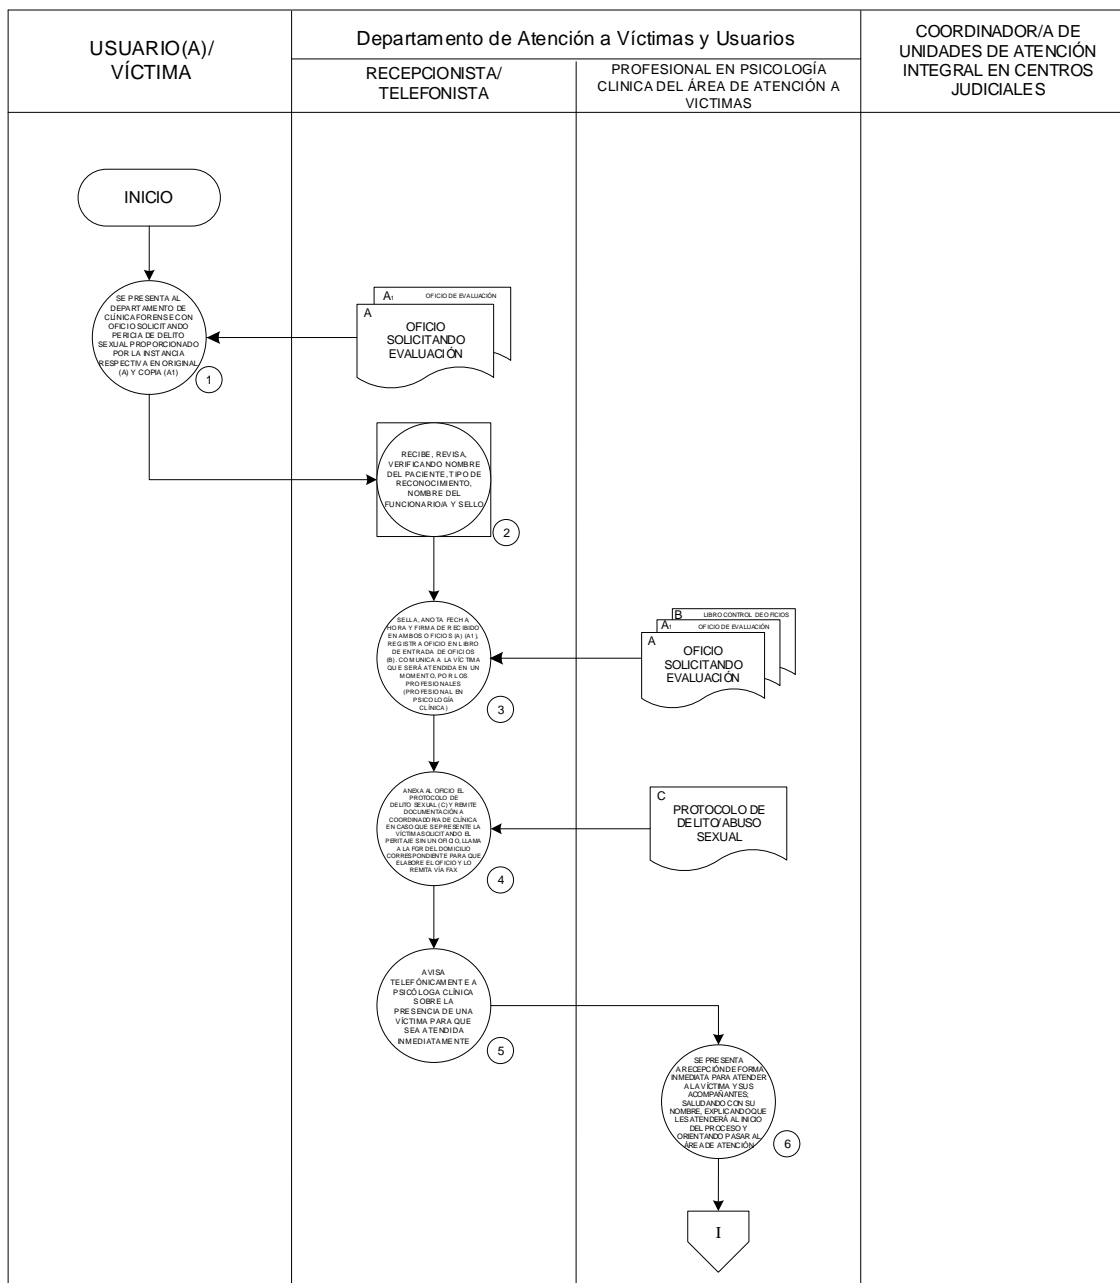 USUARIO(A)/
VÍCTIMA
Departamento de Atención a Víctimas y Usuarios
RECEPCIONISTA/
TELEFONISTA
PROFESIONAL EN PSICOLOGÍA
CLINICA DEL ÁREA DE ATENCIÓN A
VICTIMAS
COORDINADOR/A DE
UNIDADES DE ATENCIÓN
INTEGRAL EN CENTROS
JUDICIALES
INICIO
SE PRESENTA AL
DEPARTAMENTO DE
CLÍNICA FORENSE CON
OFICIO SOLICITANDO
PERICIA DE DELITO
SEXUAL PROPORCIONADO
POR LA INSTANCIA
RESPECTIVA EN ORIGINAL
(A) Y COPIA (A1)
1
A1 OFICIO DE EVALUACIÓN
A
OFICIO
SOLICITANDO
EVALUACIÓN
RECIBE, REVISA,
VERIFICANDO NOMBRE
DEL PACIENTE, TIPO DE
RECONOCIMIENTO,
NOMBRE DEL
FUNCIONARIO/A Y SELLO
2
SELLA, ANOTA FECHA,
HORA Y FIRMA DE RECIBIDO
EN AMBOS OFICIOS (A) (A1),
REGISTRA OFICIO EN LIBRO
DE ENTRADA DE OFICIOS
(B). COMUNICA A LA VÍCTIMA
QUE SERÁ ATENDIDA EN UN
MOMENTO, POR LOS
PROFESIONALES
(PROFESIONAL EN
PSICOLOGÍA
CLÍNICA)
3
B LIBRO CONTROL DE OFICIOS
A1 OFICIO DE EVALUACIÓN
A
OFICIO
SOLICITANDO
EVALUACIÓN
ANEXA AL OFICIO EL
PROTOCOLO DE
DELITO SEXUAL (C) Y REMITE
DOCUMENTACIÓN A
COORDINADOR/A DE CLÍNICA
EN CASO QUE SE PRESENTE LA
VÍCTIMA SOLICITANDO EL
PERITAJE SIN UN OFICIO, LLAMA
A LA FGR DEL DOMICILIO
CORRESPONDIENTE PARA QUE
ELABORE EL OFICIO Y LO
REMITA VÍA FAX
4
C
PROTOCOLO DE
DELITO/ABUSO
SEXUAL
AVISA
TELEFÓNICAMENTE A
PSICÓLOGA CLÍNICA
SOBRE LA
PRESENCIA DE UNA
VÍCTIMA PARA QUE
SEA ATENDIDA
INMEDIATAMENTE
5
SE PRESENTA
A RECEPCIÓN DE FORMA
INMEDIATA PARA ATENDER
A LA VÍCTIMA Y SUS
ACOMPAÑANTES;
SALUDANDO CON SU
NOMBRE, EXPLICANDO QUE
LES ATENDERÁ AL INICIO
DEL PROCESO Y
ORIENTANDO PASAR AL
ÁREA DE ATENCIÓN
6
I